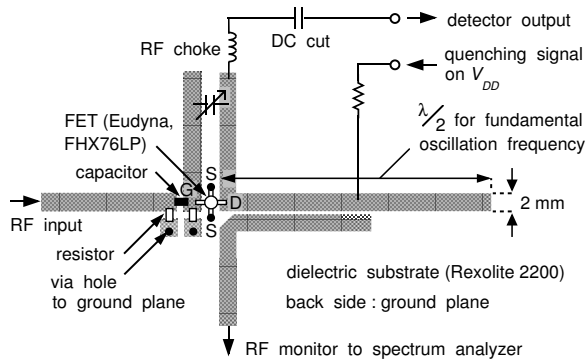 detector output
DC cut
RF choke
quenching signal
on V_DD
λ/2 for fundamental
oscillation frequency
FET (Eudyna,
FHX76LP)
capacitor
G
S
D
S
RF input
2 mm
resistor
via hole
to ground plane
dielectric substrate (Rexolite 2200)
back side : ground plane
RF monitor to spectrum analyzer